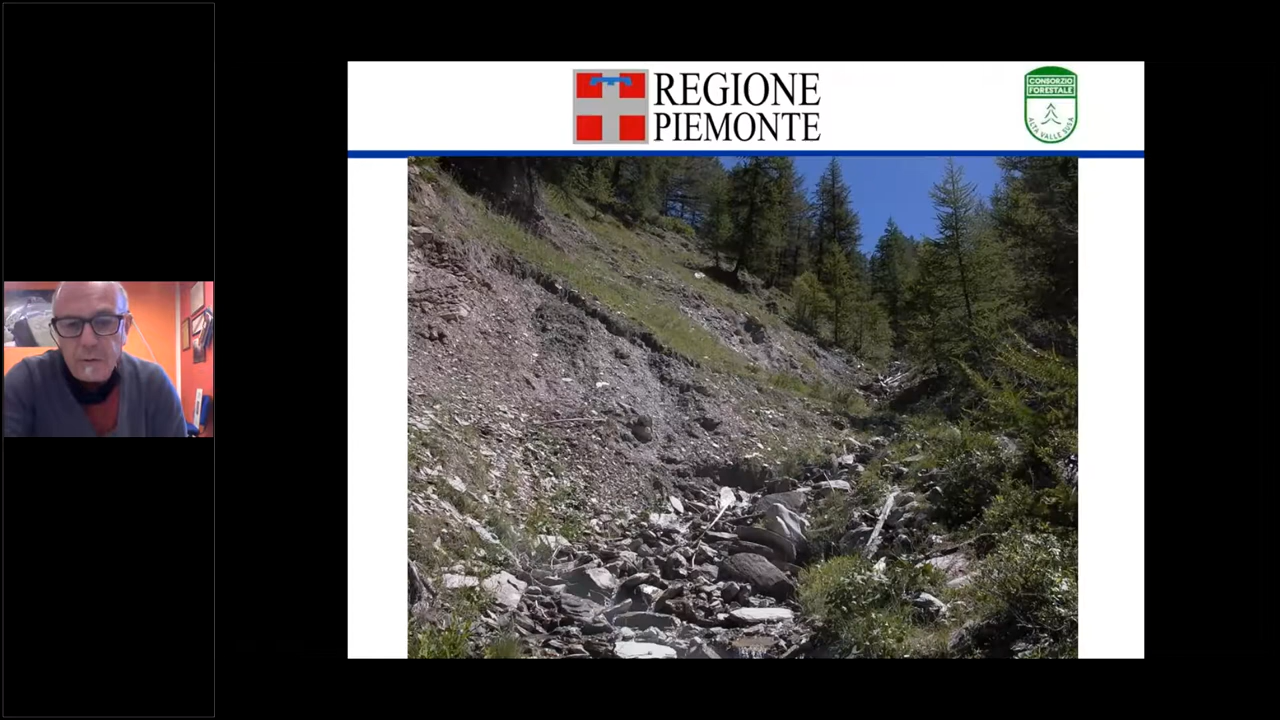 REGIONE
PIEMONTE
CONSORZIO
FORESTALE
ALTA VALLE SUSA